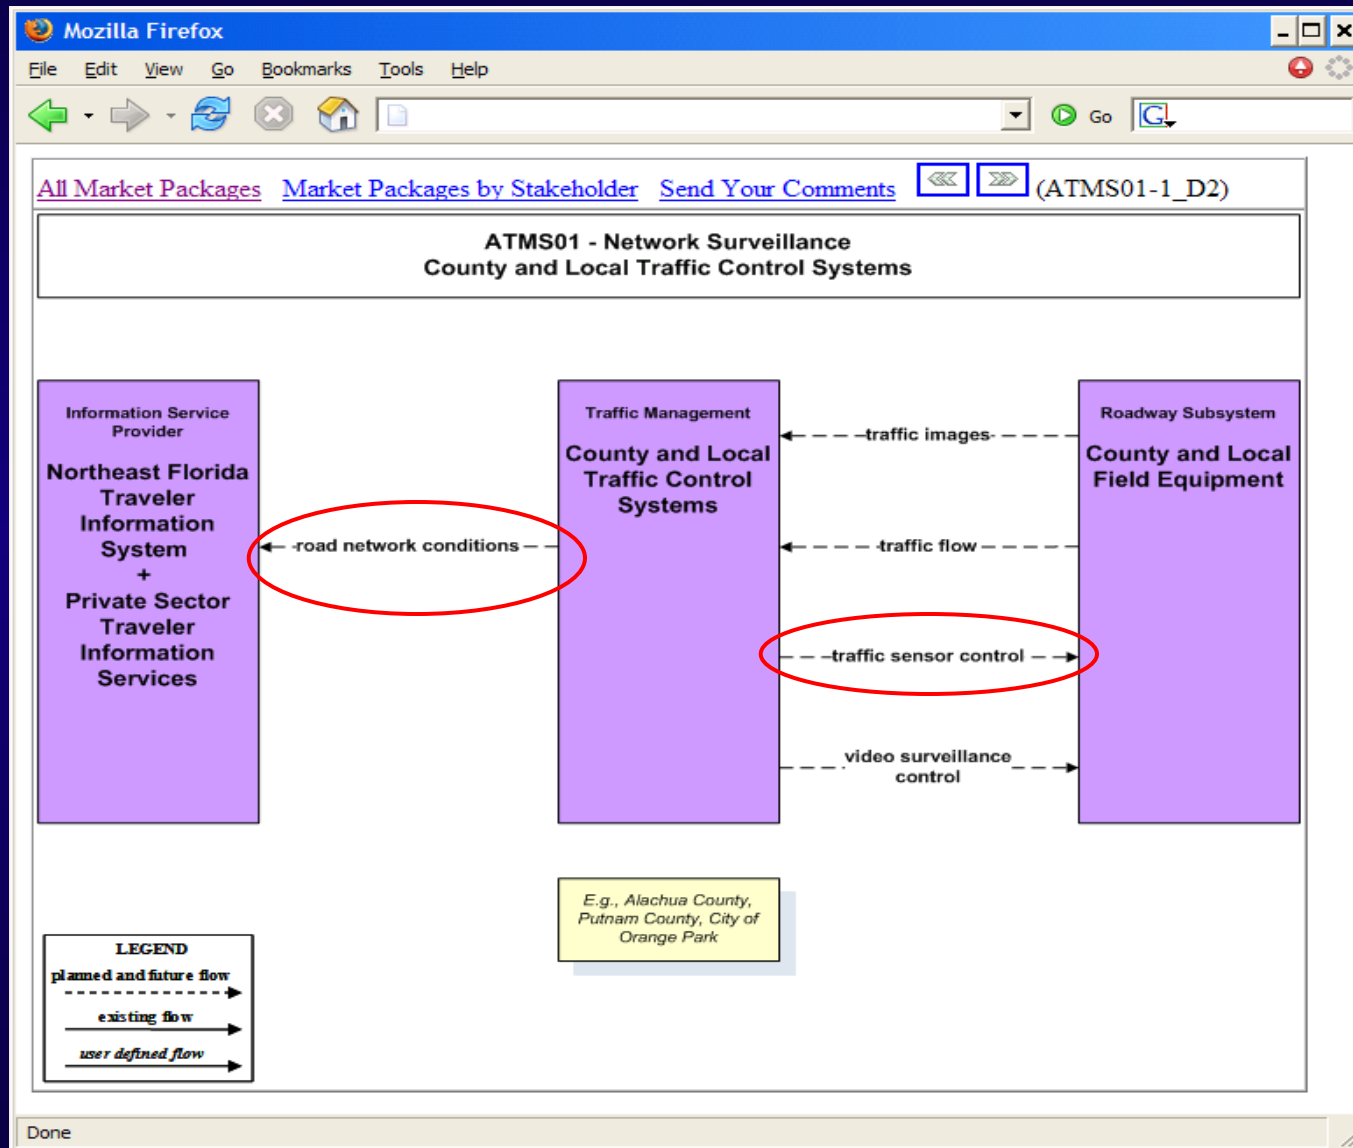 Mozilla Firefox
File Edit View Go Bookmarks Tools Help
Go G
All Market Packages Market Packages by Stakeholder Send Your Comments (ATMS01-1_D2)
ATMS01 - Network Surveillance
County and Local Traffic Control Systems
Information Service
Provider
Northeast Florida
Traveler
Information
System
+
Private Sector
Traveler
Information
Services
road network conditions
Traffic Management
County and Local
Traffic Control
Systems
traffic images
traffic flow
traffic sensor control
video surveillance
control
Roadway Subsystem
County and Local
Field Equipment
E.g., Alachua County,
Putnam County, City of
Orange Park
LEGEND
planned and future flow
existing flow
user defined flow
Done